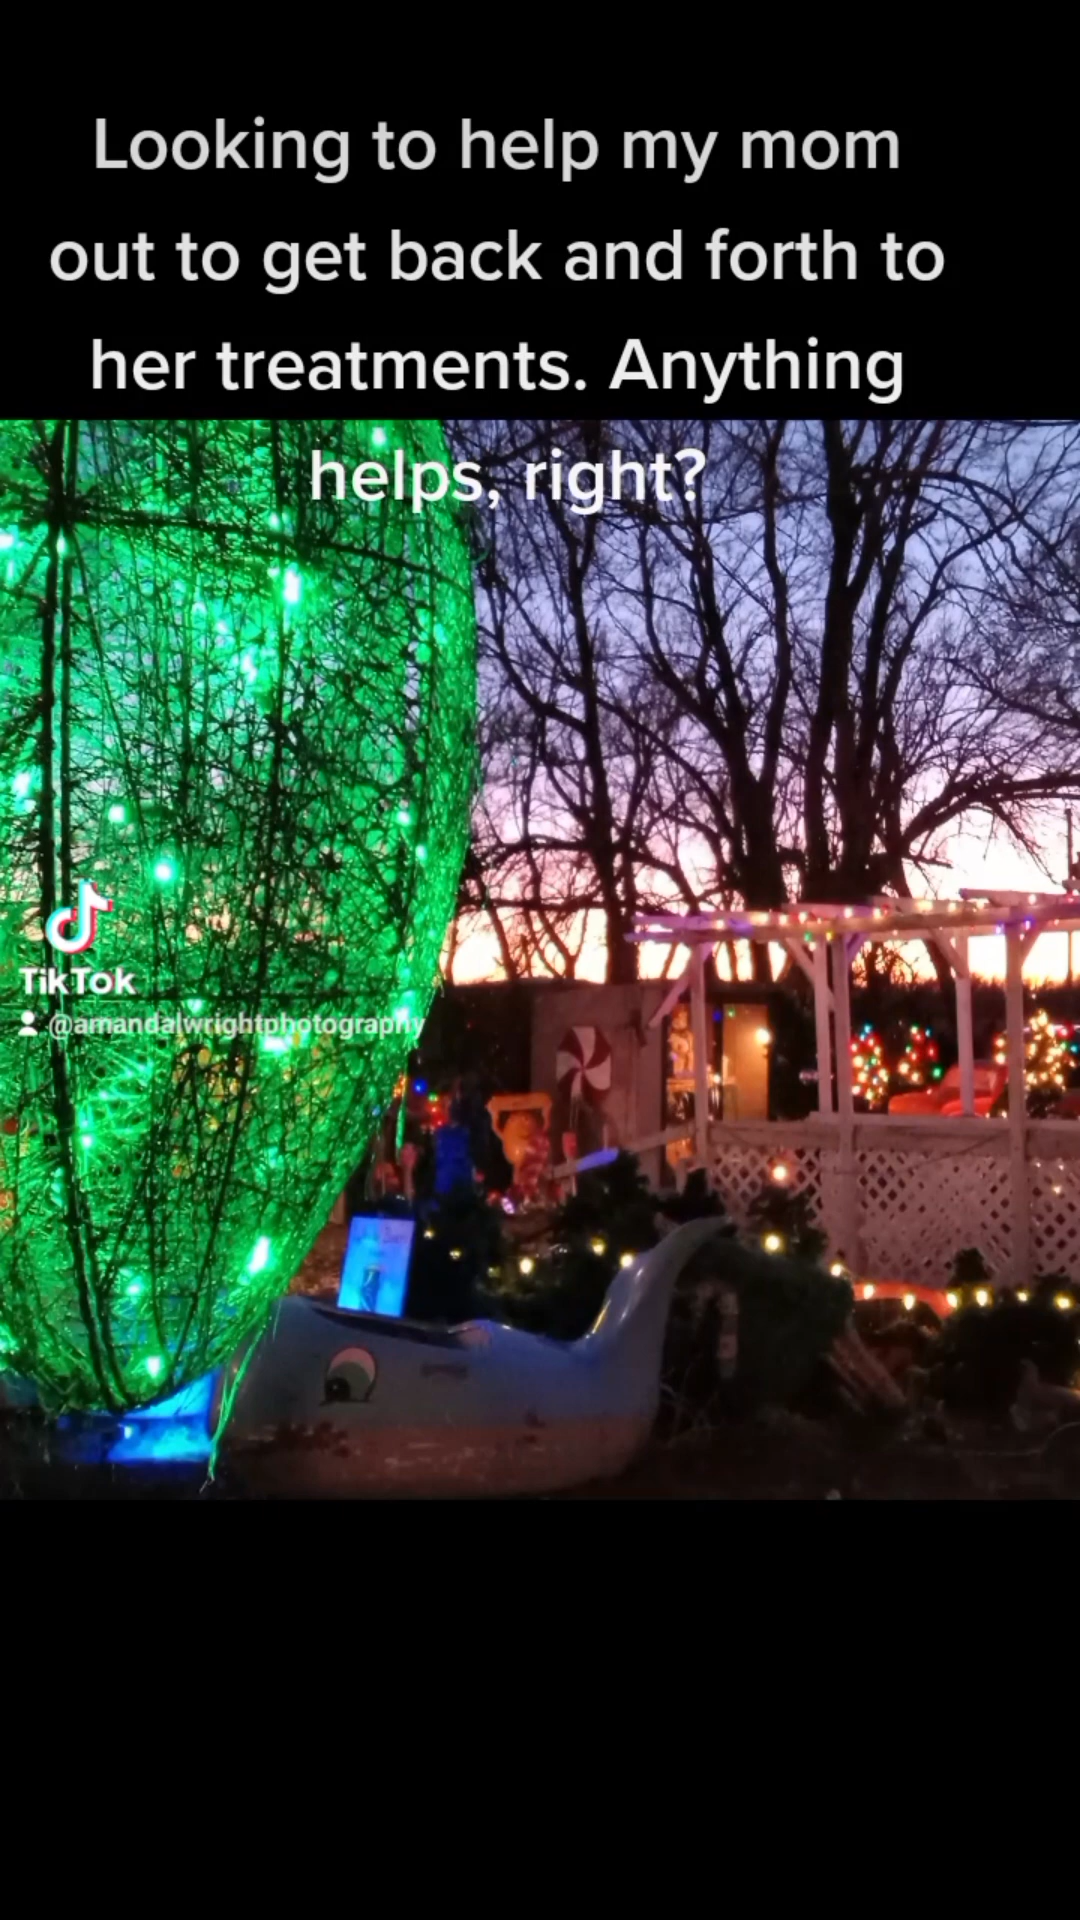 Looking to help my mom
out to get back and forth to
her treatments. Anything
helps, right?
TikTok
@amandalwrightphotography